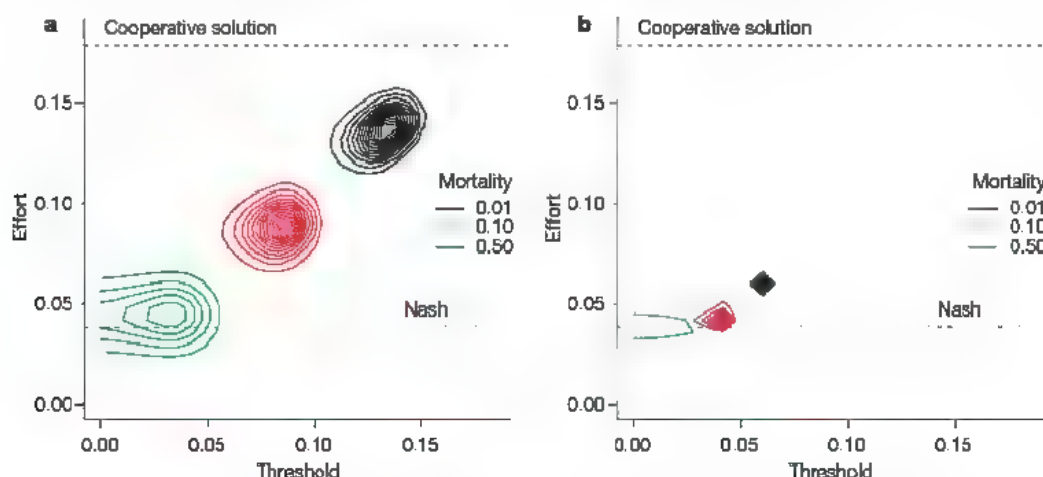 a Cooperative solution
0.15
0.10
0.05
0.00
Effort
Mortality
0.01
0.10
0.50
Nash
0.00 0.05 0.10 0.15
Threshold
b Cooperative solution
0.15
0.10
0.05
0.00
Effort
Mortality
0.01
0.10
0.50
Nash
0.00 0.05 0.10 0.15
Threshold